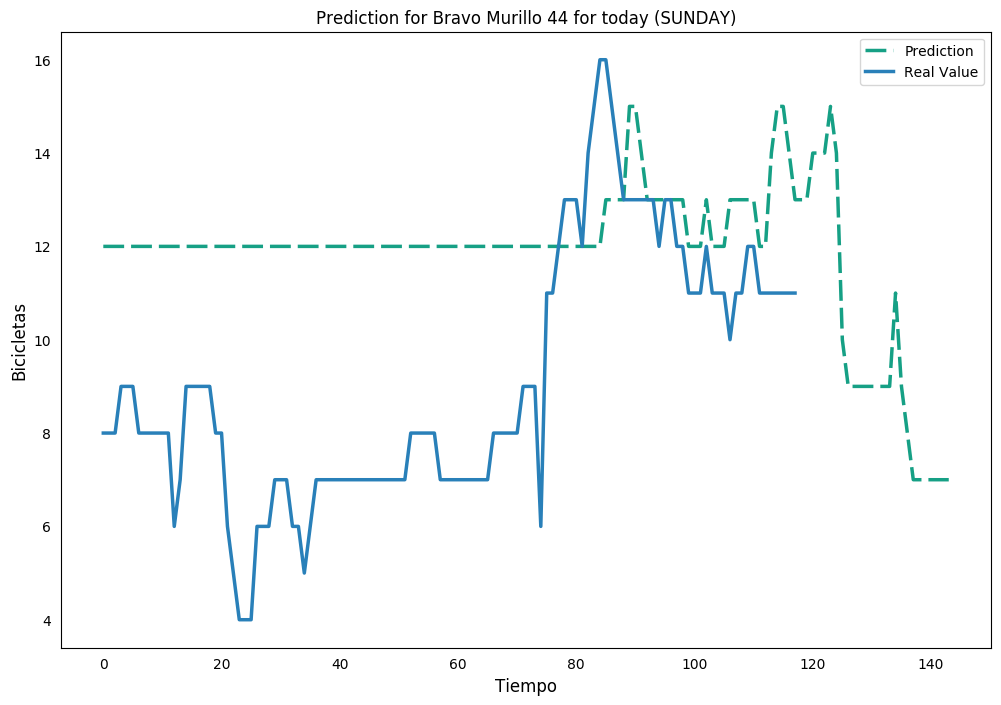 Prediction for Bravo Murillo 44 for today (SUNDAY)
Prediction
Real Value
16
14
12
10
8
6
4
Bicicletas
0 20 40 60 80 100 120 140
Tiempo